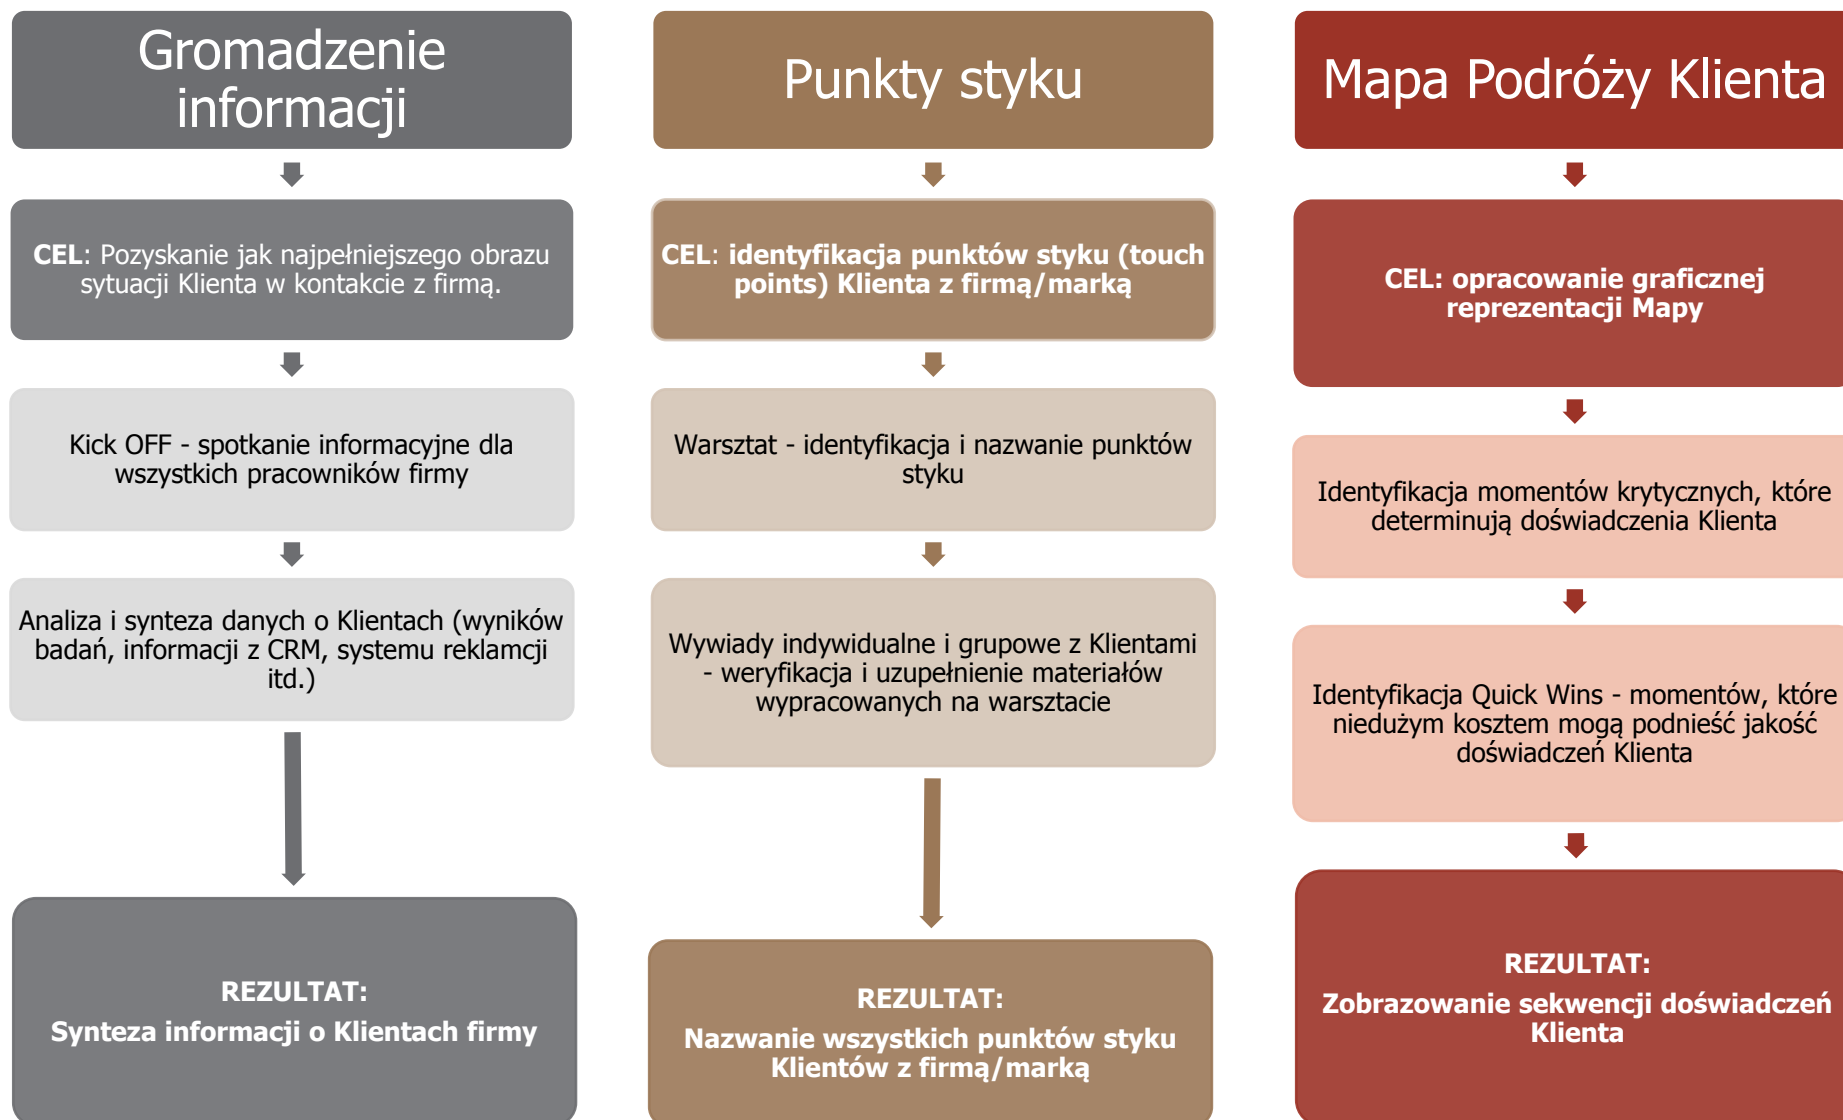 Gromadzenie
informacji
CEL: Pozyskanie jak najpełniejszego obrazu
sytuacji Klienta w kontakcie z firmą.
Kick OFF - spotkanie informacyjne dla
wszystkich pracowników firmy
Analiza i synteza danych o Klientach (wyników
badań, informacji z CRM, systemu reklamcji
itd.)
REZULTAT:
Synteza informacji o Klientach firmy
Punkty styku
CEL: identyfikacja punktów styku (touch
points) Klienta z firmą/marką
Warsztat - identyfikacja i nazwanie punktów
styku
Wywiady indywidualne i grupowe z Klientami
- weryfikacja i uzupełnienie materiałów
wypracowanych na warsztacie
REZULTAT:
Nazwanie wszystkich punktów styku
Klientów z firmą/marką
Mapa Podróży Klienta
CEL: opracowanie graficznej
reprezentacji Mapy
Identyfikacja momentów krytycznych, które
determinują doświadczenia Klienta
Identyfikacja Quick Wins - momentów, które
niedużym kosztem mogą podnieść jakość
doświadczeń Klienta
REZULTAT:
Zobrazowanie sekwencji doświadczeń
Klienta